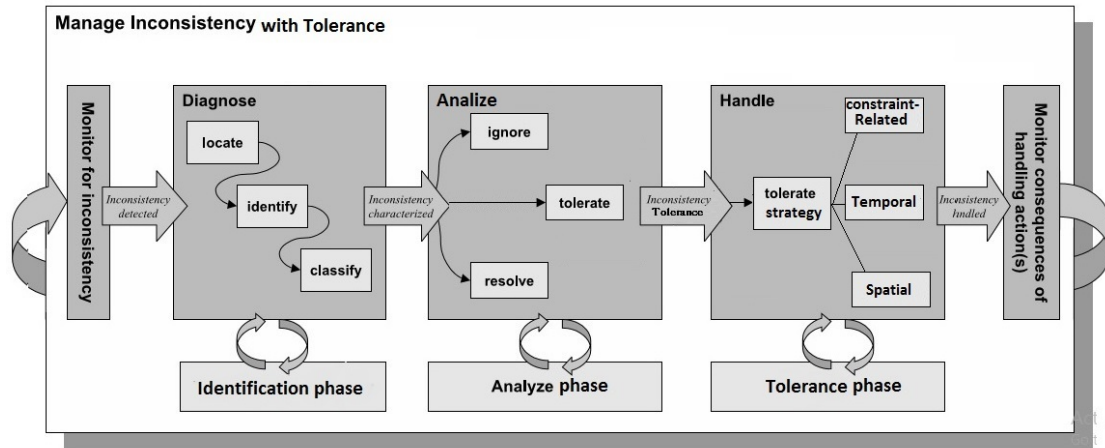 Manage Inconsistency with Tolerance
Monitor for inconsistency
Inconsistency
detected
Diagnose
locate
identify
classify
Inconsistency
characterized
Analize
ignore
tolerate
resolve
Inconsistency
Tolerance
Handle
tolerate
strategy
constraint-
Related
Temporal
Spatial
Inconsistency
hndled
Monitor consequences of
handling action(s)
Identification phase
Analyze phase
Tolerance phase
Act